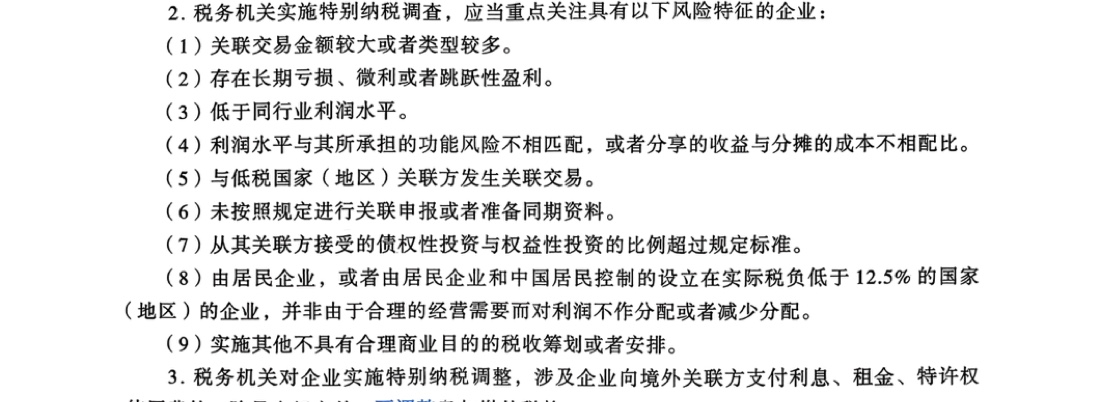 2. 税务机关实施特别纳税调查，应当重点关注具有以下风险特征的企业：
（1）关联交易金额较大或者类型较多。
（2）存在长期亏损、微利或者跳跃性盈利。
（3）低于同行业利润水平。
（4）利润水平与其所承担的功能风险不相匹配，或者分享的收益与分摊的成本不相配比。
（5）与低税国家（地区）关联方发生关联交易。
（6）未按照规定进行关联申报或者准备同期资料。
（7）从其关联方接受的债权性投资与权益性投资的比例超过规定标准。
（8）由居民企业，或者由居民企业和中国居民控制的设立在实际税负低于 12.5% 的国家
（地区）的企业，并非由于合理的经营需要而对利润不作分配或者减少分配。
（9）实施其他不具有合理商业目的的税收筹划或者安排。
3. 税务机关对企业实施特别纳税调整，涉及企业向境外关联方支付利息、租金、特许权